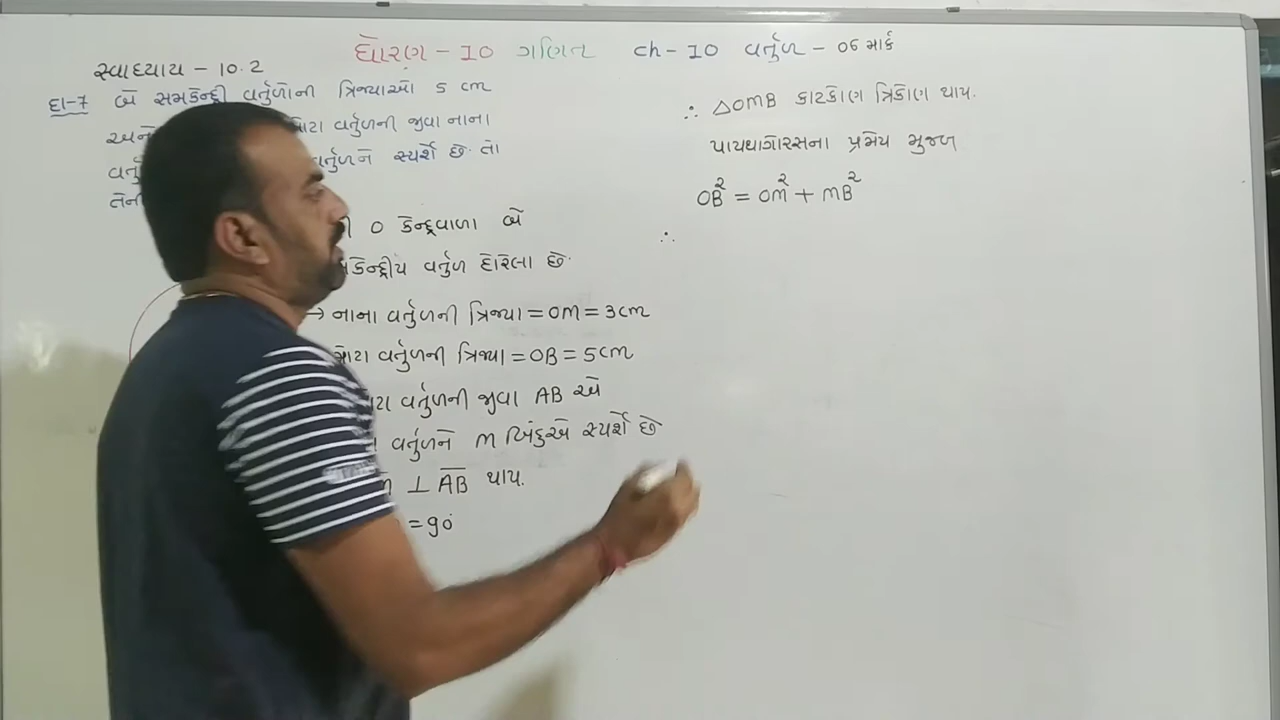 ધોરણ - 10 ગણિત ch - 10 વર્તુળ - 06 માર્ક
સ્વાધ્યાય - 10.2
દા-7 બે સમકેન્દ્રી વર્તુળોની ત્રિજ્યાઓ 5 cm
મોટા વર્તુળની જીવા નાના
વર્તુળને સ્પર્શે છે. તો
O કેન્દ્રવાળા બે
વર્તુળ દોરેલા છે.
→ નાના વર્તુળની ત્રિજ્યા = OM = 3cm
મોટા વર્તુળની ત્રિજ્યા = OB = 5cm
વર્તુળની જીવા AB એ
વર્તુળને M બિંદુએ સ્પર્શે છે
⊥ A̅B̅ થાય.
= 90°
∴ △OMB કાટકોણ ત્રિકોણ થાય.
પાયથાગોરસના પ્રમેય મુજબ
OB² = OM² + MB²
∴